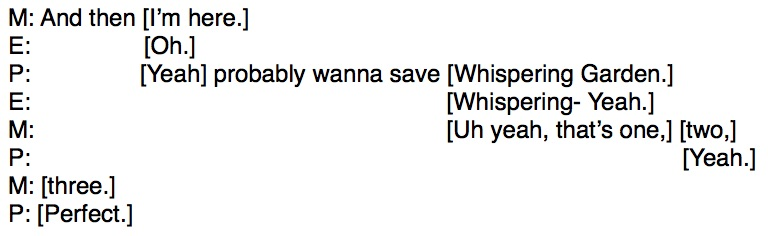 M: And then [I’m here.]
E: [Oh.]
P: [Yeah] probably wanna save [Whispering Garden.]
E: [Whispering- Yeah.]
M: [Uh yeah, that’s one,] [two,]
P: [Yeah.]
M: [three.]
P: [Perfect.]